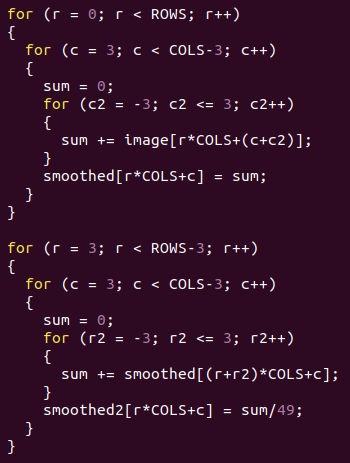 for (r = 0; r < ROWS; r++)
{
  for (c = 3; c < COLS-3; c++)
  {
    sum = 0;
    for (c2 = -3; c2 <= 3; c2++)
    {
      sum += image[r*COLS+(c+c2)];
    }
    smoothed[r*COLS+c] = sum;
  }
}

for (r = 3; r < ROWS-3; r++)
{
  for (c = 3; c < COLS-3; c++)
  {
    sum = 0;
    for (r2 = -3; r2 <= 3; r2++)
    {
      sum += smoothed[(r+r2)*COLS+c];
    }
    smoothed2[r*COLS+c] = sum/49;
  }
}